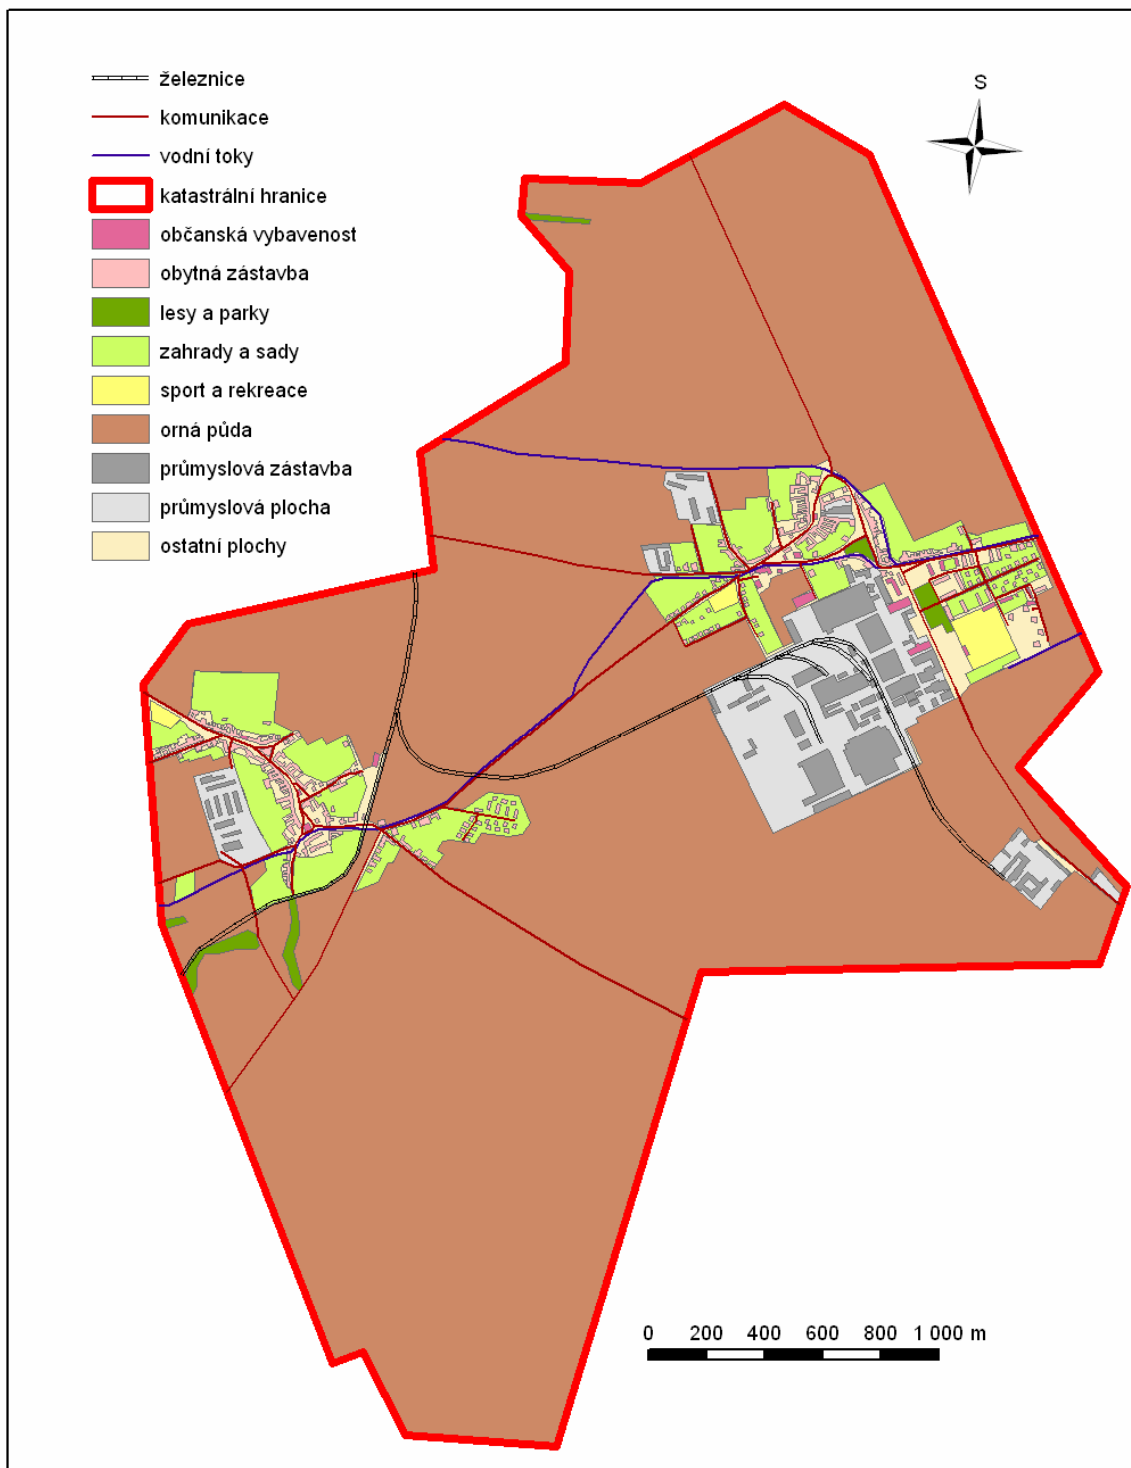 železnice
komunikace
vodní toky
katastrální hranice
občanská vybavenost
obytná zástavba
lesy a parky
zahrady a sady
sport a rekreace
orná půda
průmyslová zástavba
průmyslová plocha
ostatní plochy
S
0 200 400 600 800 1 000 m